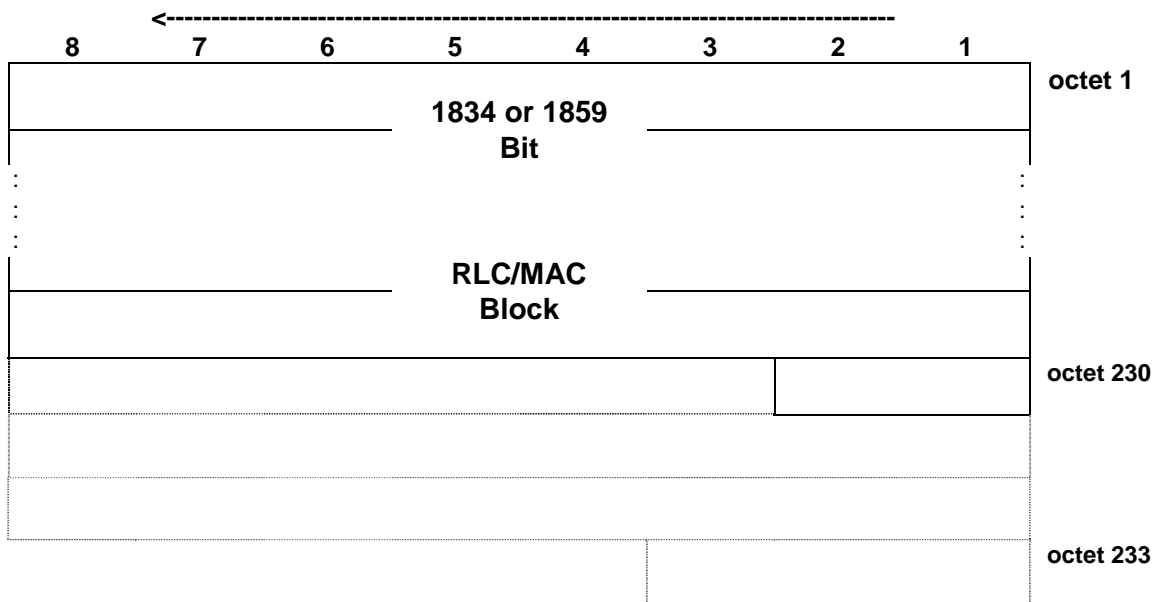 <---------------------------------------------------------------------------------
8 7 6 5 4 3 2 1
octet 1
1834 or 1859
Bit
: :
: :
: :
RLC/MAC
Block
octet 230
octet 233